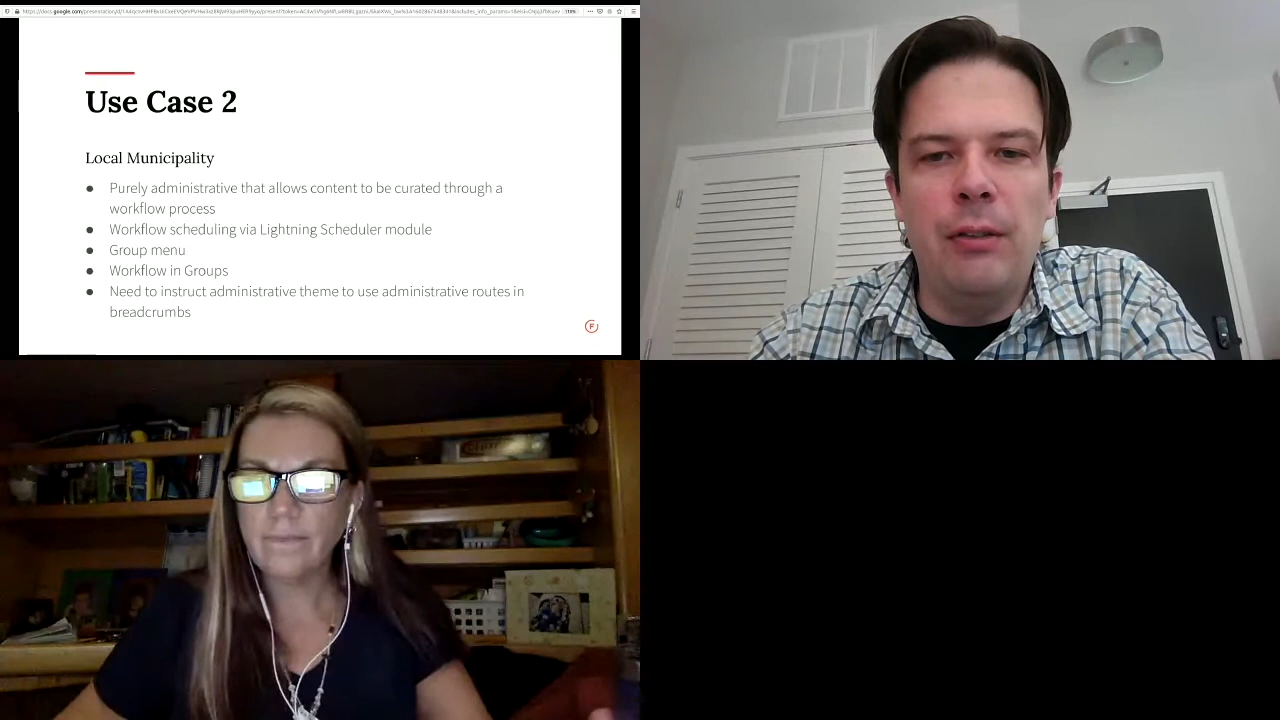 Use Case 2
Local Municipality
● Purely administrative that allows content to be curated through a
workflow process
● Workflow scheduling via Lightning Scheduler module
● Group menu
● Workflow in Groups
● Need to instruct administrative theme to use administrative routes in
breadcrumbs
F